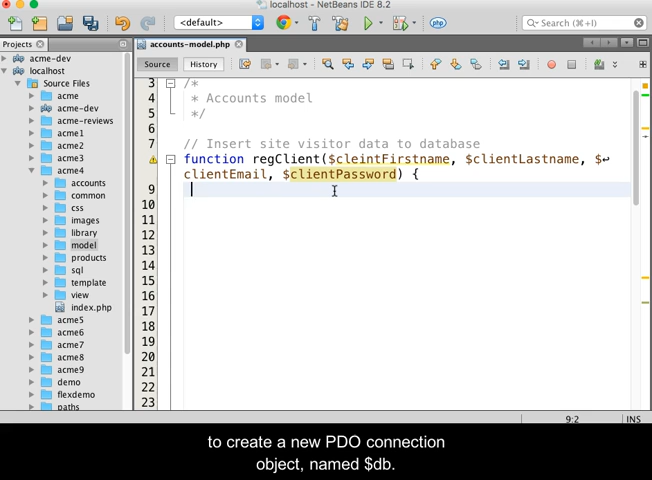 localhost - NetBeans IDE 8.2
<default>
php
Search (⌘+I)
Projects
accounts-model.php
Source
History
acme-dev
localhost
Source Files
acme
acme-dev
acme-reviews
acme1
acme2
acme3
acme4
accounts
common
css
images
library
model
products
sql
template
view
index.php
acme5
acme6
acme7
acme8
acme9
demo
flexdemo
paths
3 /*
4 * Accounts model
5 */
6
7 // Insert site visitor data to database
function regClient($cleintFirstname, $clientLastname, $↩
clientEmail, $clientPassword) {
9
10
11
12
13
14
15
16
17
18
19
20
21
22
23
9:2 INS
to create a new PDO connection
object, named $db.